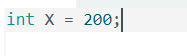 int X = 200;